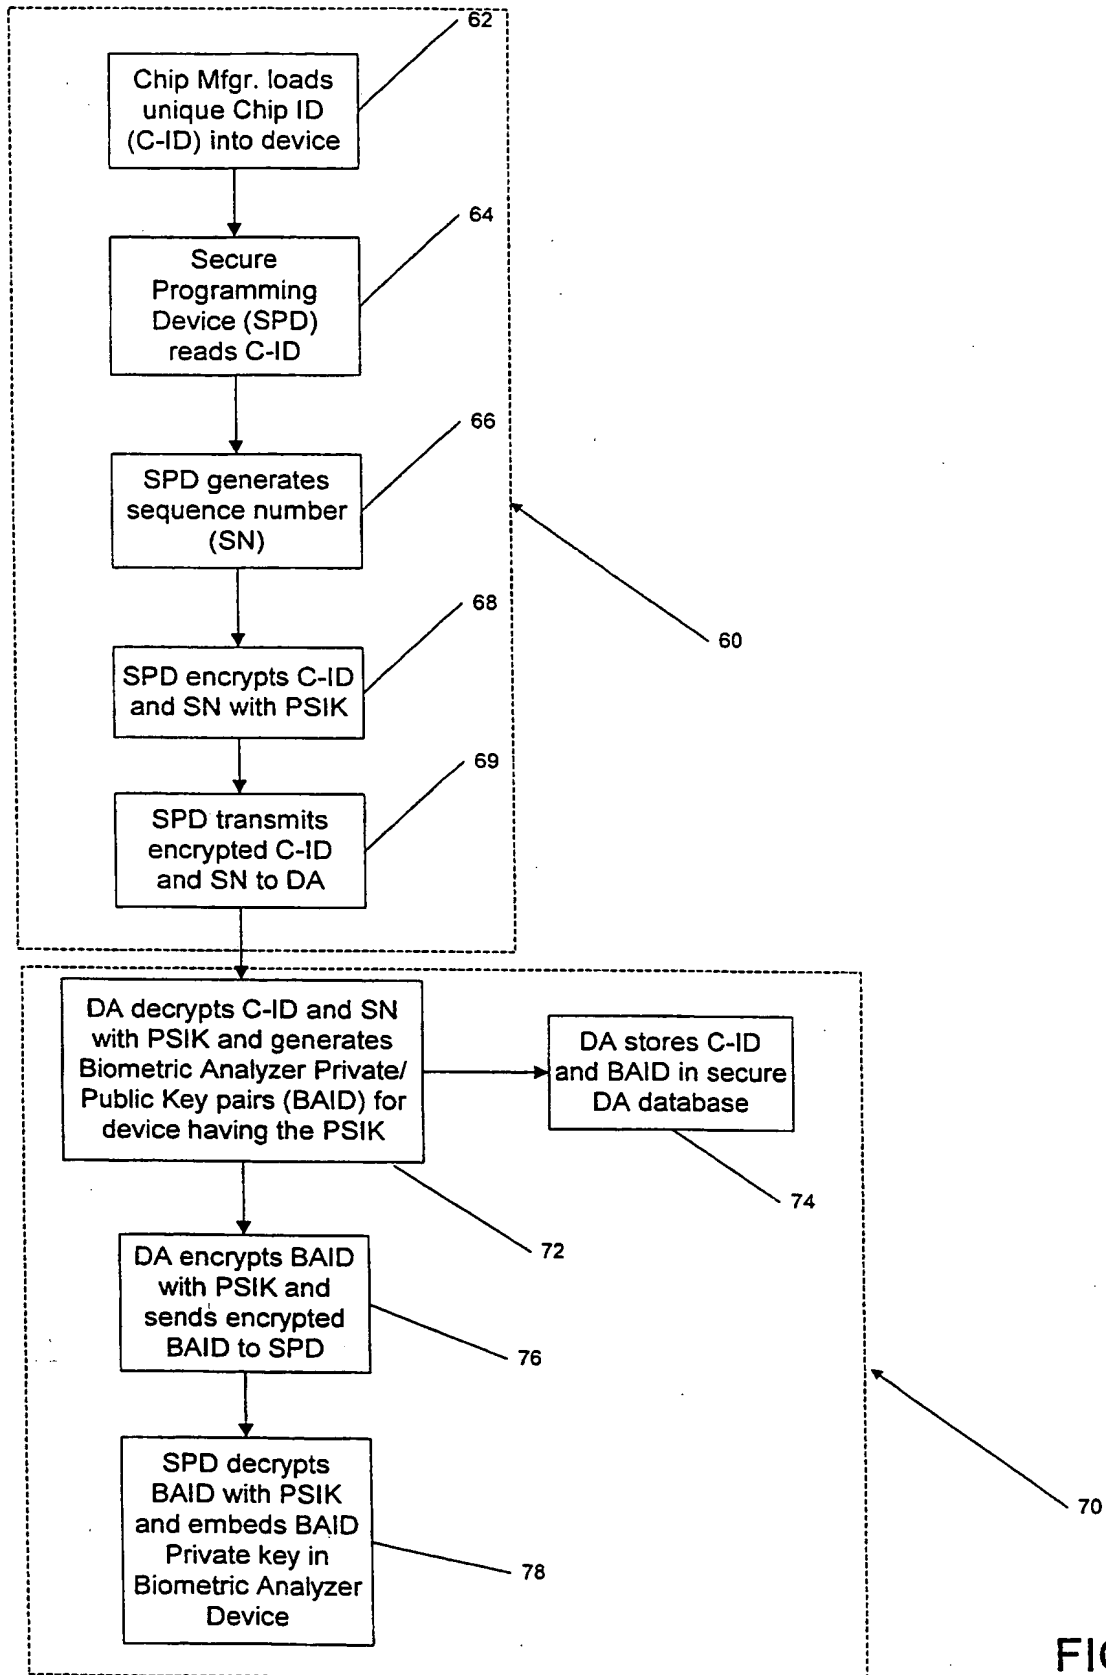 62
Chip Mfgr. loads
unique Chip ID
(C-ID) into device
64
Secure
Programming
Device (SPD)
reads C-ID
66
SPD generates
sequence number
(SN)
60
68
SPD encrypts C-ID
and SN with PSIK
69
SPD transmits
encrypted C-ID
and SN to DA
DA decrypts C-ID and SN
with PSIK and generates
Biometric Analyzer Private/
Public Key pairs (BAID) for
device having the PSIK
DA stores C-ID
and BAID in secure
DA database
74
72
DA encrypts BAID
with PSIK and
sends encrypted
BAID to SPD
76
SPD decrypts
BAID with PSIK
and embeds BAID
Private key in
Biometric Analyzer
Device
78
70